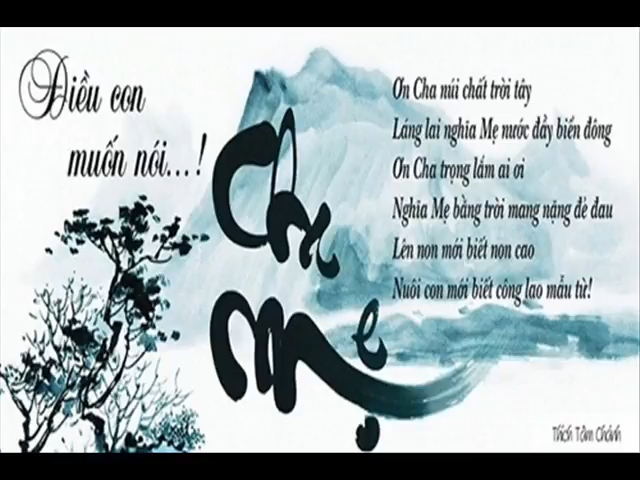 Điều con
muốn nói...!
Cha
Mẹ
Ơn Cha núi chất trời tây
Láng lai nghĩa Mẹ nước đầy biển đông
Ơn Cha trọng lắm ai ơi
Nghĩa Mẹ bằng trời mang nặng đẻ đau
Lên non mới biết non cao
Nuôi con mới biết công lao mẫu từ!
Thích Tâm Chánh